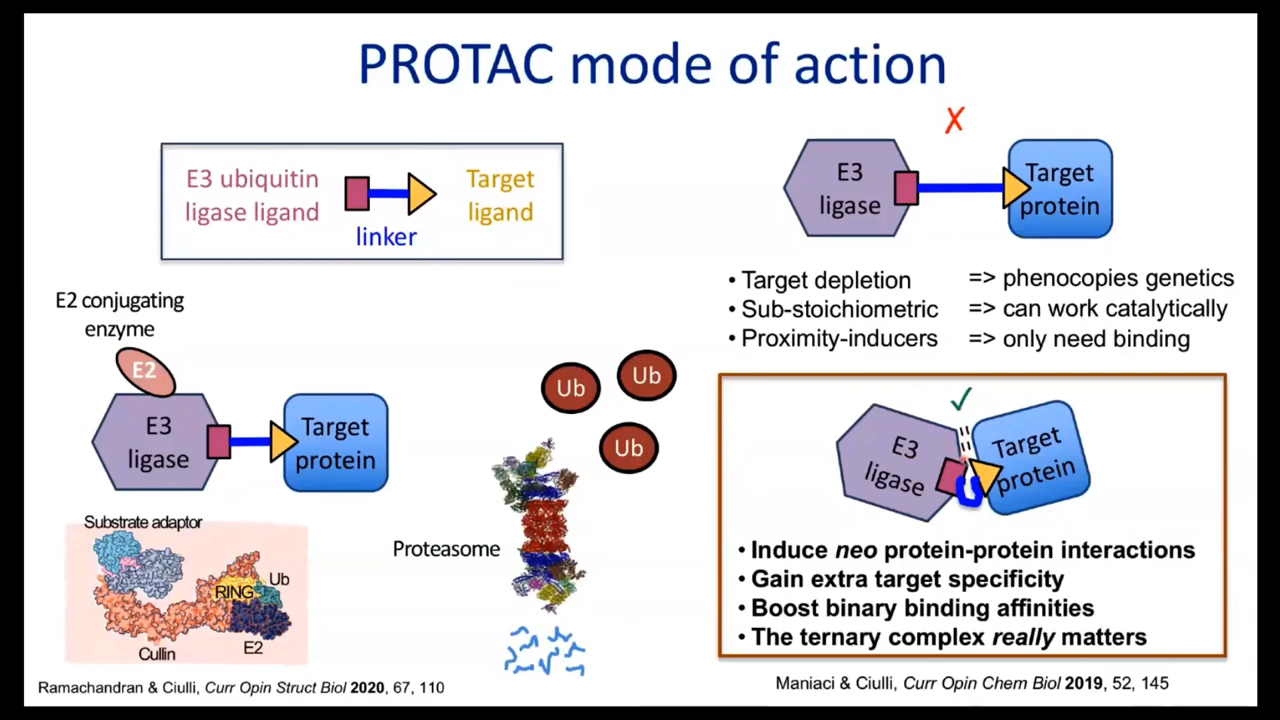 PROTAC mode of action
E3 ubiquitin
ligase ligand
linker
Target
ligand
E2 conjugating
enzyme
E2
E3
ligase
Target
protein
Ub
Ub
Ub
Proteasome
Substrate adaptor
RING
Ub
E2
Cullin
Ramachandran & Ciulli, Curr Opin Struct Biol 2020, 67, 110
✗
E3
ligase
Target
protein
• Target depletion => phenocopies genetics
• Sub-stoichiometric => can work catalytically
• Proximity-inducers => only need binding
✓
E3
ligase
Target
protein
• Induce neo protein-protein interactions
• Gain extra target specificity
• Boost binary binding affinities
• The ternary complex really matters
Maniaci & Ciulli, Curr Opin Chem Biol 2019, 52, 145